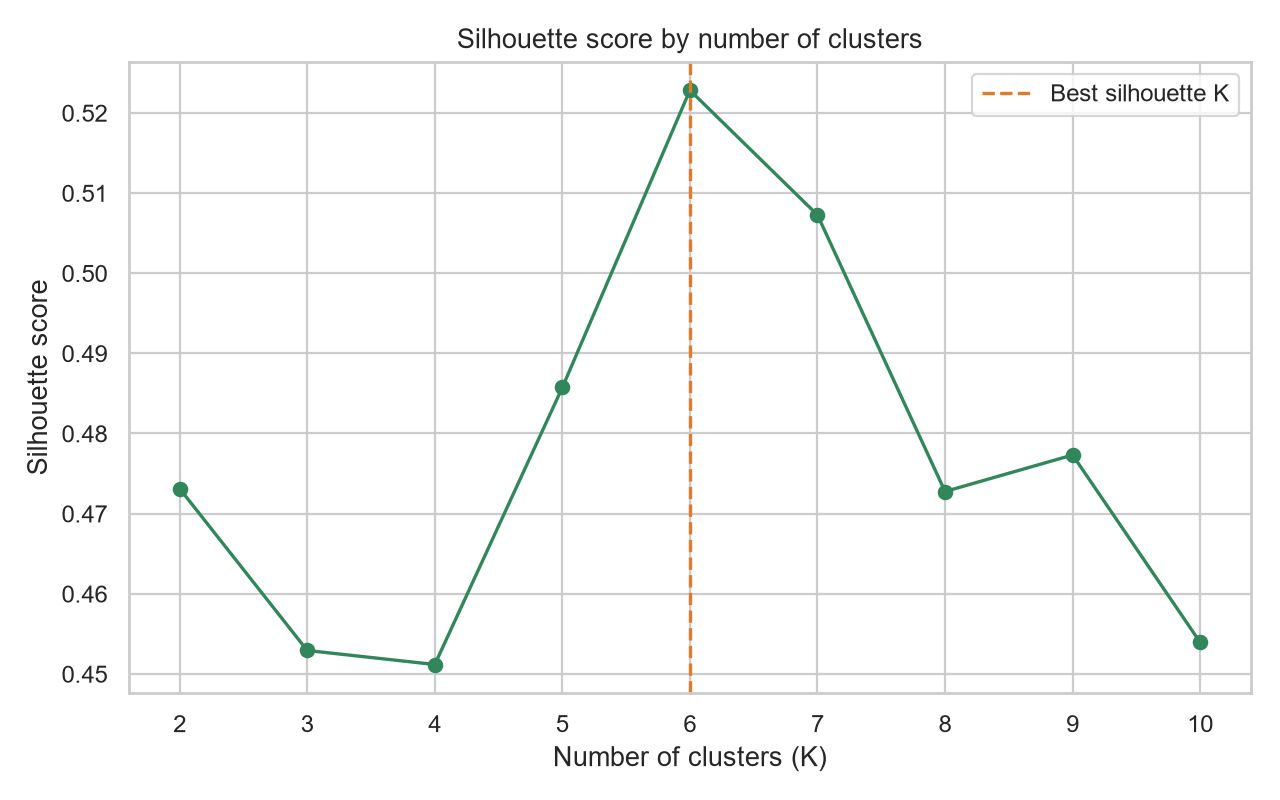 Silhouette score by number of clusters
Best silhouette K
Silhouette score
0.52
0.51
0.50
0.49
0.48
0.47
0.46
0.45
2 3 4 5 6 7 8 9 10
Number of clusters (K)